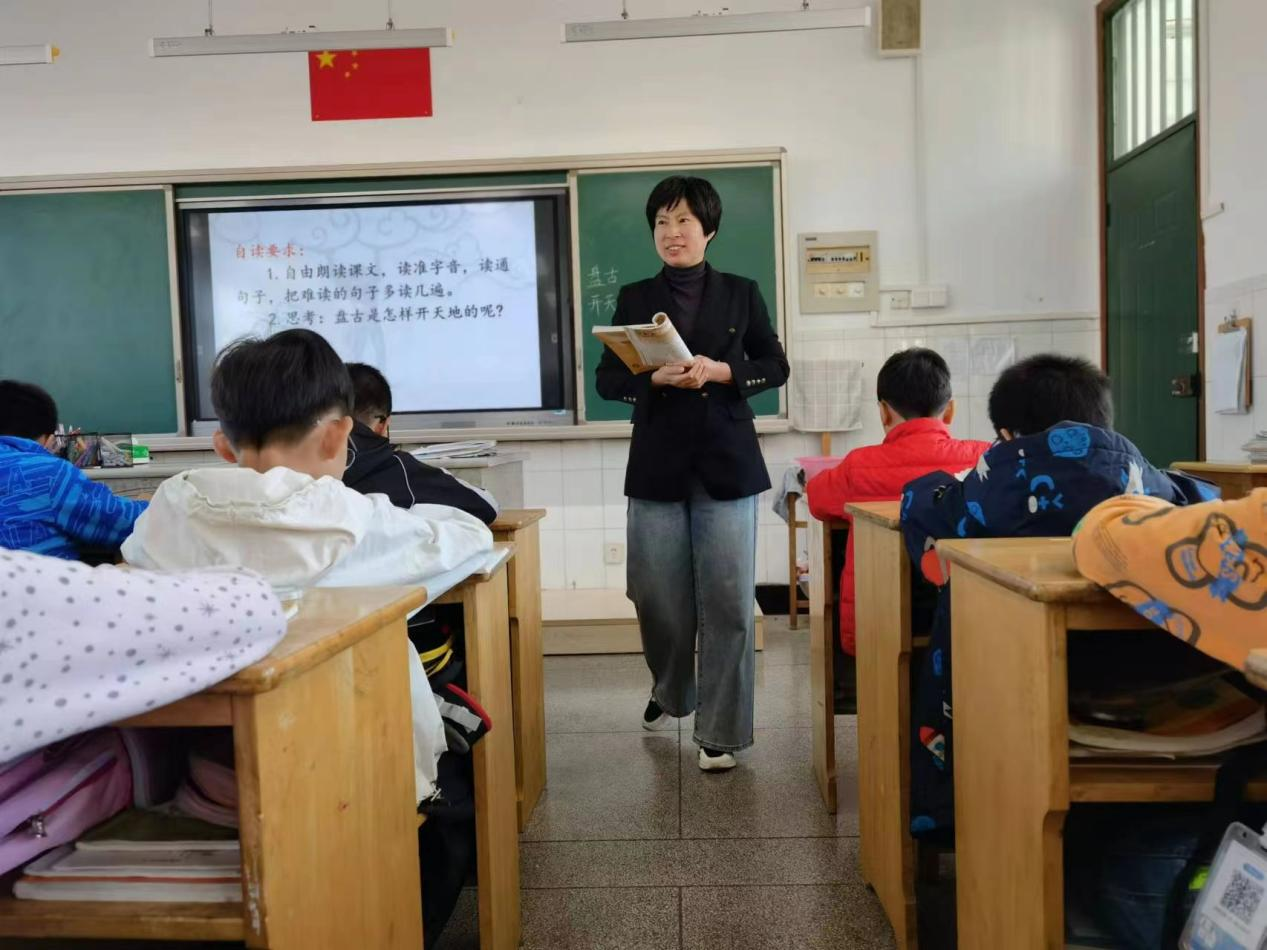 自读要求：
1. 自由朗读课文，读准字音，读通
句子，把难读的句子多读几遍。
2. 思考：盘古是怎样开天地的呢？
盘古
开天